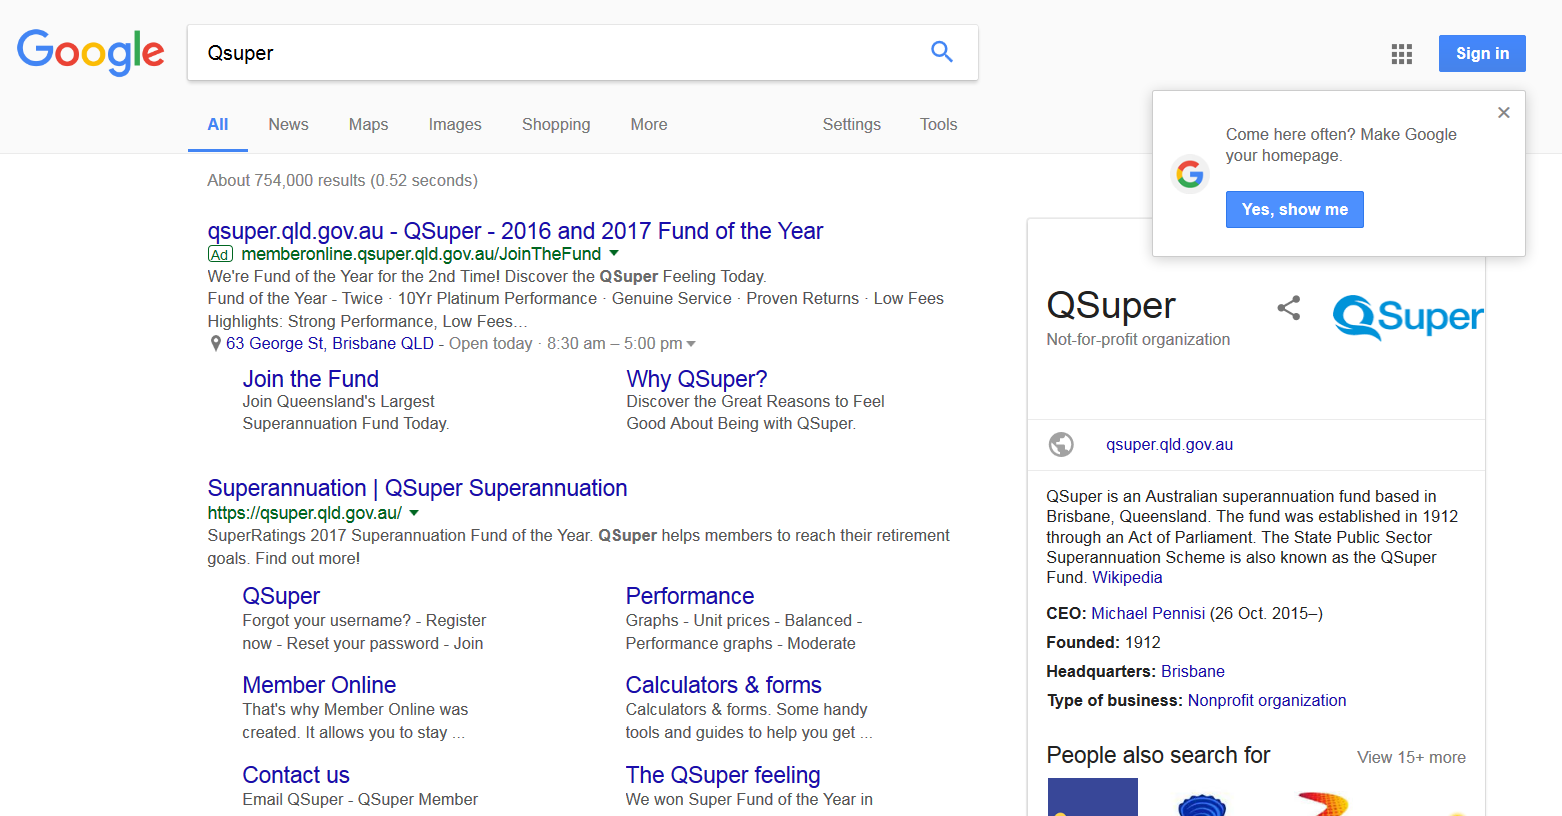 Google
Qsuper
Sign in
All News Maps Images Shopping More Settings Tools
Come here often? Make Google
your homepage.
Yes, show me
About 754,000 results (0.52 seconds)
qsuper.qld.gov.au - QSuper - 2016 and 2017 Fund of the Year
Ad memberonline.qsuper.qld.gov.au/JoinTheFund
We're Fund of the Year for the 2nd Time! Discover the QSuper Feeling Today.
Fund of the Year - Twice · 10Yr Platinum Performance · Genuine Service · Proven Returns · Low Fees
Highlights: Strong Performance, Low Fees…
63 George St, Brisbane QLD - Open today · 8:30 am – 5:00 pm
Join the Fund
Join Queensland's Largest
Superannuation Fund Today.
Why QSuper?
Discover the Great Reasons to Feel
Good About Being with QSuper.
Superannuation | QSuper Superannuation
https://qsuper.qld.gov.au/
SuperRatings 2017 Superannuation Fund of the Year. QSuper helps members to reach their retirement
goals. Find out more!
QSuper
Forgot your username? - Register
now - Reset your password - Join
Performance
Graphs - Unit prices - Balanced -
Performance graphs - Moderate
Member Online
That's why Member Online was
created. It allows you to stay ...
Calculators & forms
Calculators & forms. Some handy
tools and guides to help you get ...
Contact us
Email QSuper - QSuper Member
The QSuper feeling
We won Super Fund of the Year in
QSuper
Not-for-profit organization
QSuper
qsuper.qld.gov.au
QSuper is an Australian superannuation fund based in
Brisbane, Queensland. The fund was established in 1912
through an Act of Parliament. The State Public Sector
Superannuation Scheme is also known as the QSuper
Fund. Wikipedia
CEO: Michael Pennisi (26 Oct. 2015–)
Founded: 1912
Headquarters: Brisbane
Type of business: Nonprofit organization
People also search for
View 15+ more